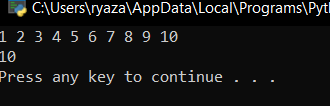 C:\Users\ryaza\AppData\Local\Programs\Pyt
1 2 3 4 5 6 7 8 9 10
10
Press any key to continue . . .